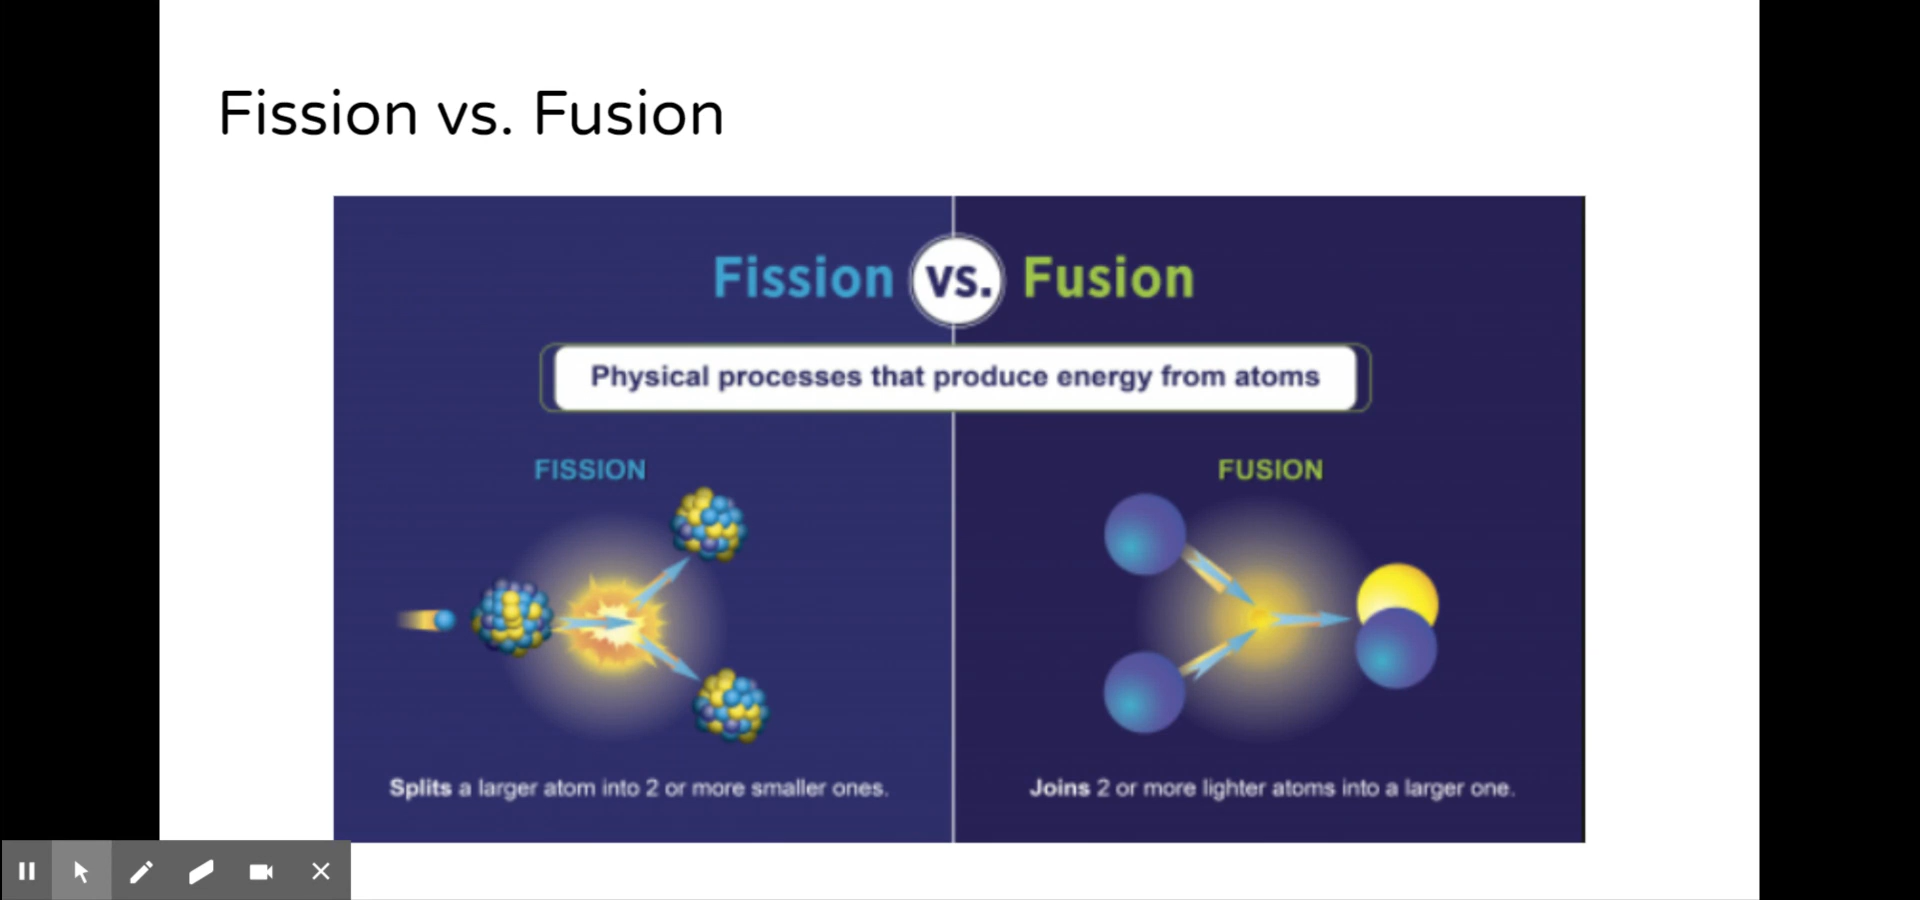 Fission vs. Fusion
Fission vs. Fusion
Physical processes that produce energy from atoms
FISSION
FUSION
Splits a larger atom into 2 or more smaller ones.
Joins 2 or more lighter atoms into a larger one.